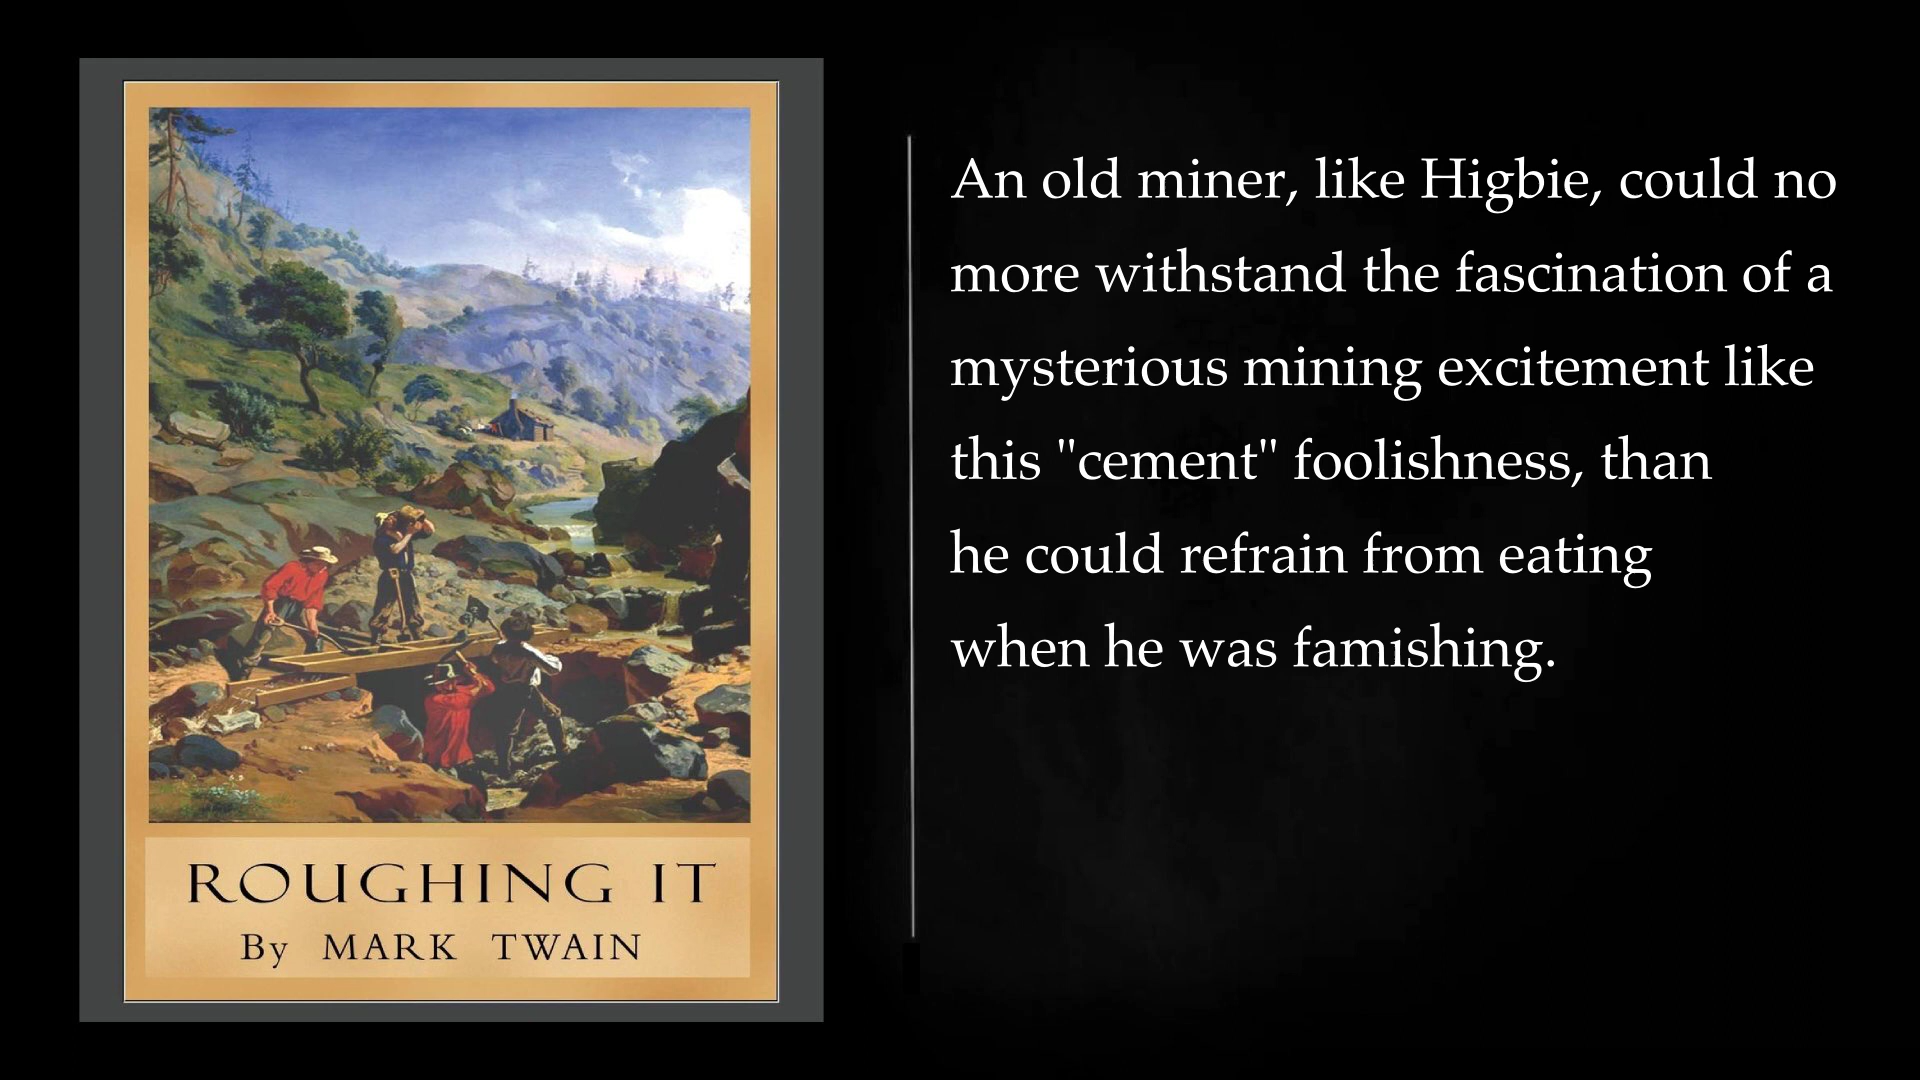 ROUGHING IT
By MARK TWAIN
An old miner, like Higbie, could no
more withstand the fascination of a
mysterious mining excitement like
this "cement" foolishness, than
he could refrain from eating
when he was famishing.